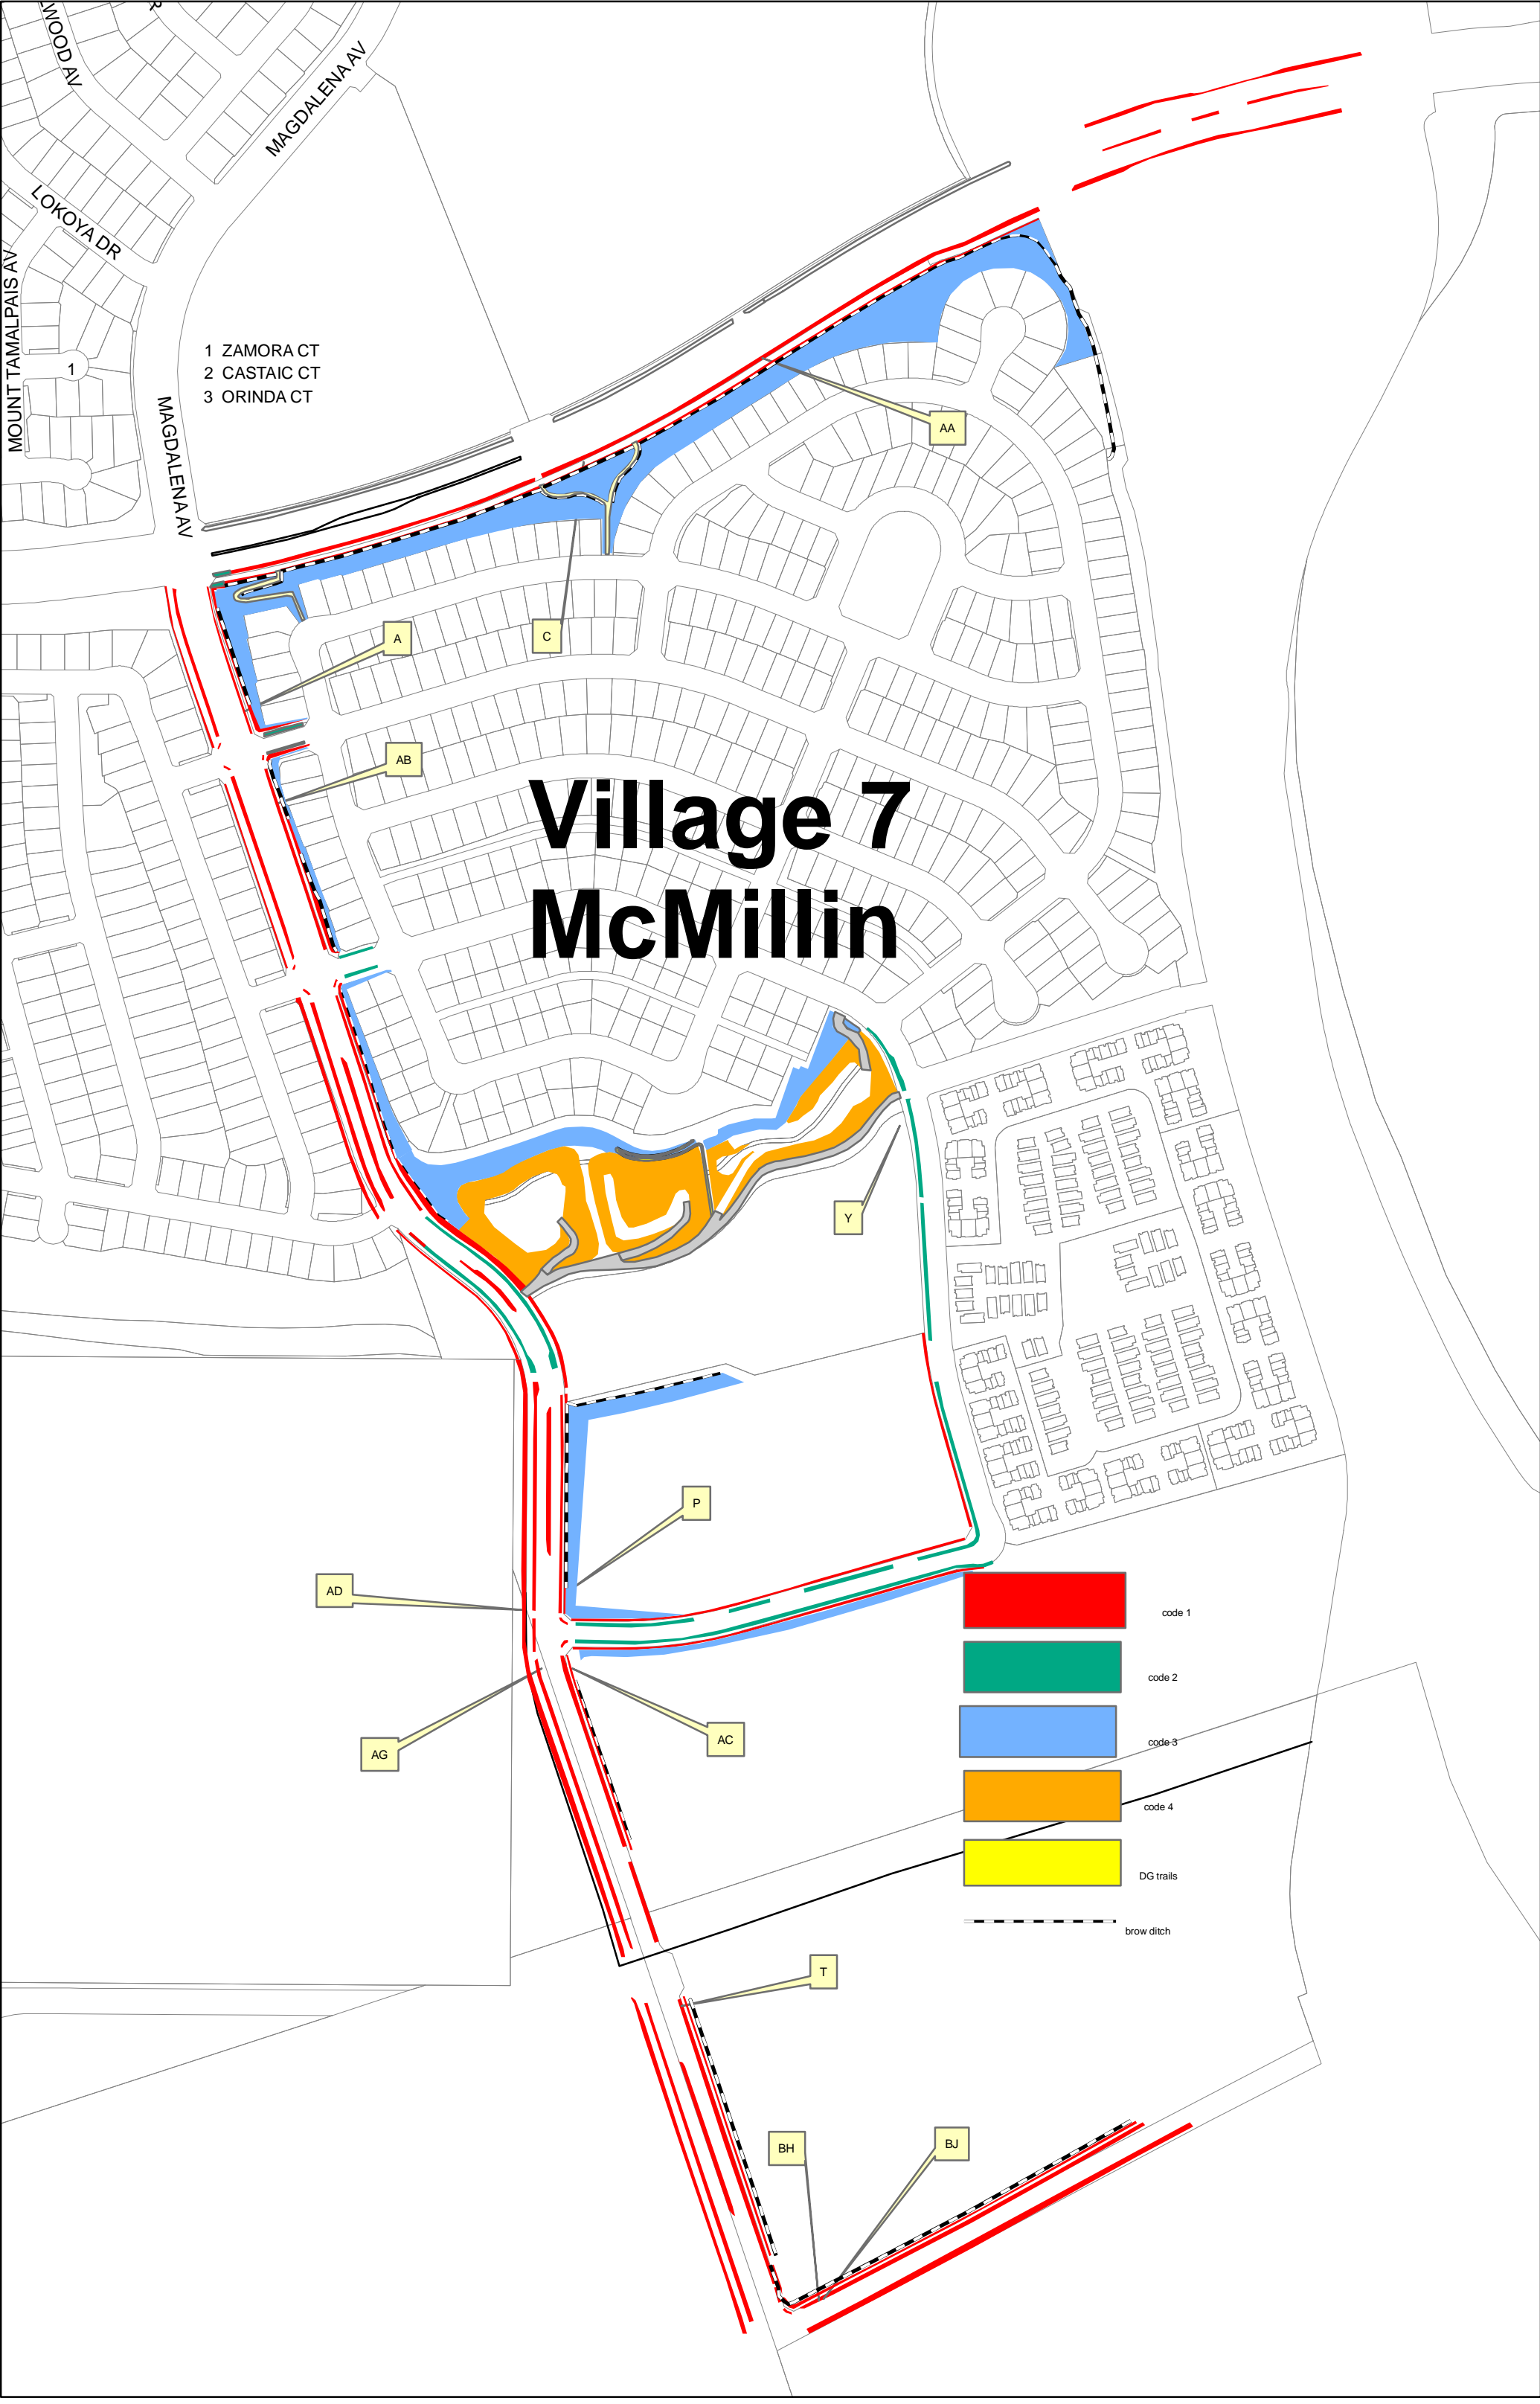 WOOD AV
R
MAGDALENA AV
LOKOYA DR
MOUNT TAMALPAIS AV
1
1 ZAMORA CT
2 CASTAIC CT
3 ORINDA CT
MAGDALENA AV
AA
A
C
AB
Village 7
McMillin
Y
P
AD
AG
AC
code 1
code 2
code 3
code 4
DG trails
brow ditch
T
BH
BJ